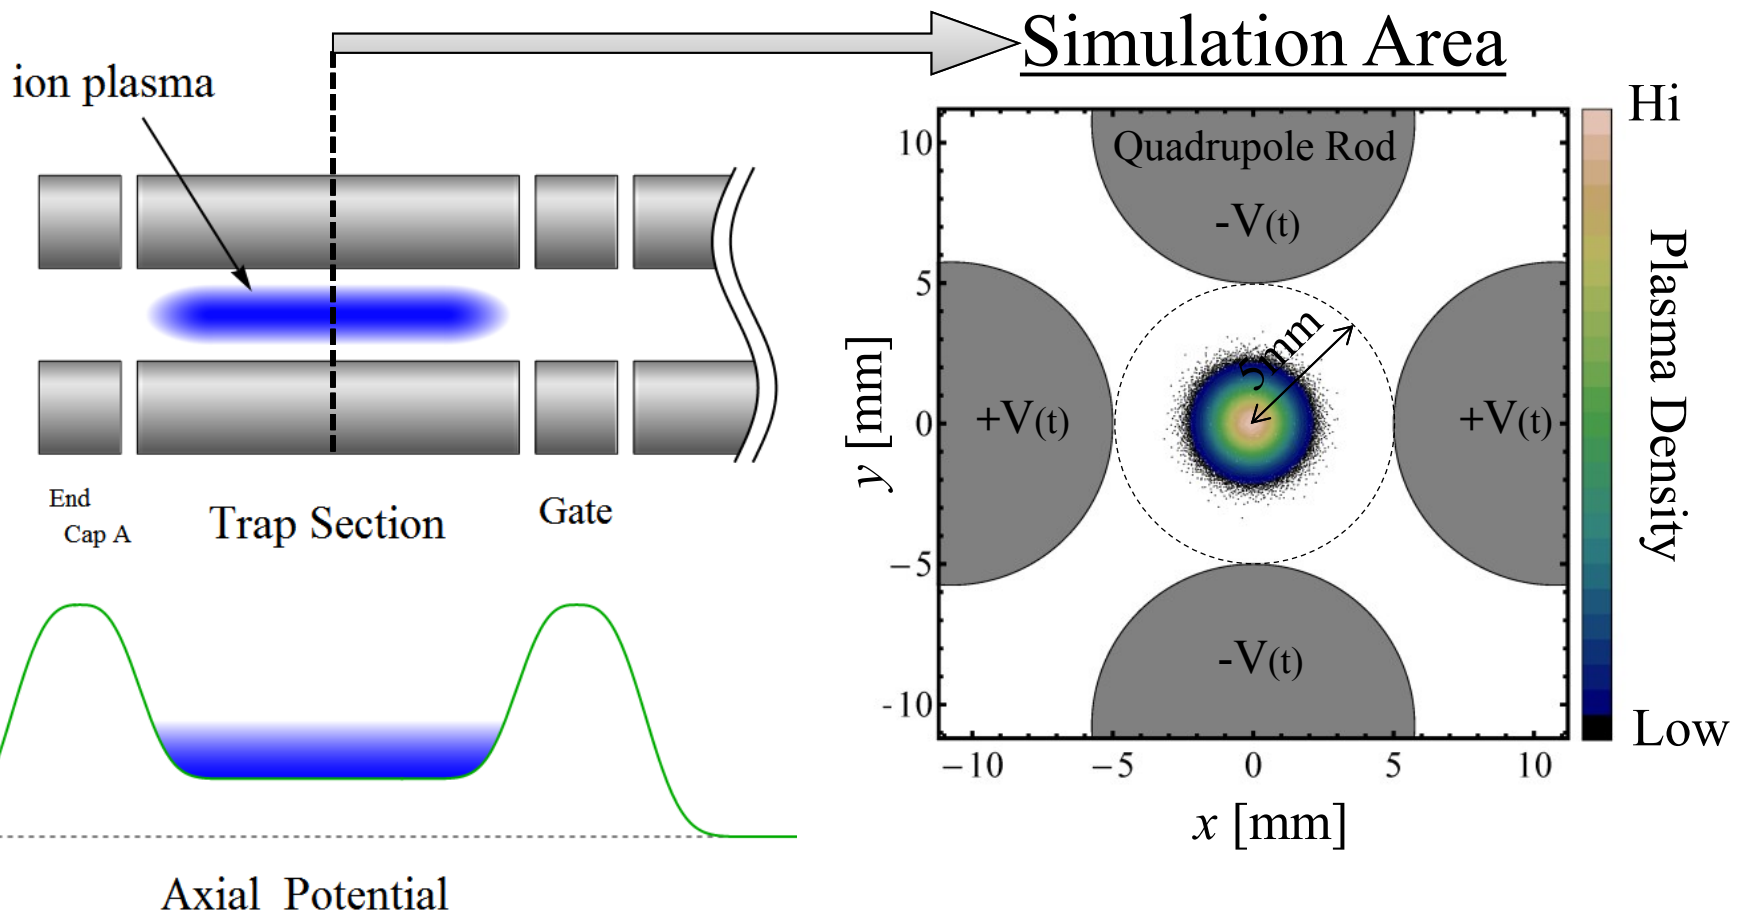 Simulation Area
ion plasma
End
Cap A
Trap Section
Gate
Axial Potential
Quadrupole Rod
-V(t)
+V(t)
+V(t)
-V(t)
5mm
10
5
0
−5
-10
y [mm]
−10
−5
0
5
10
x [mm]
Hi
Plasma Density
Low